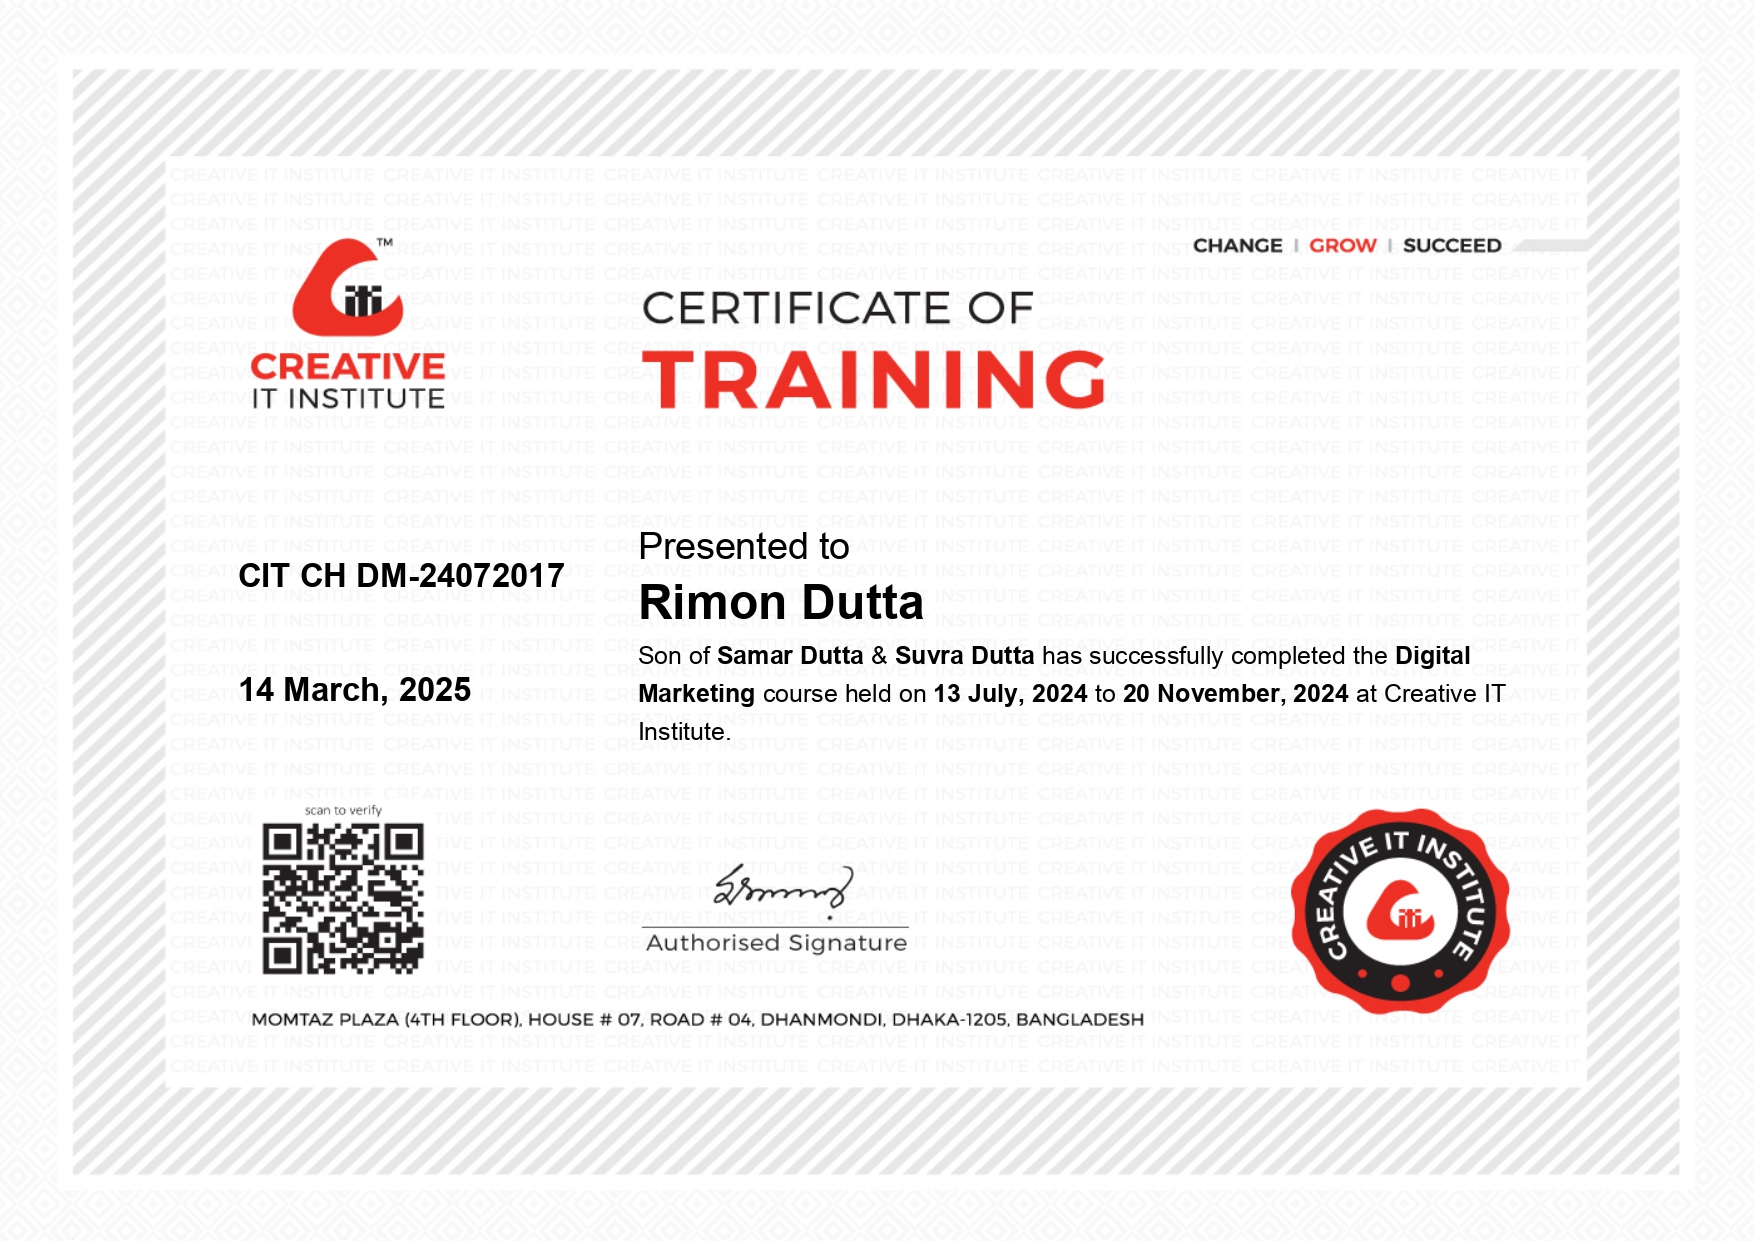 CHANGE | GROW | SUCCEED
iti
TM
CREATIVE
IT INSTITUTE
CERTIFICATE OF
TRAINING
CIT CH DM-24072017
14 March, 2025
Presented to
Rimon Dutta
Son of Samar Dutta & Suvra Dutta has successfully completed the Digital
Marketing course held on 13 July, 2024 to 20 November, 2024 at Creative IT
Institute.
scan to verify
Authorised Signature
CREATIVE IT INSTITUTE
iti
MOMTAZ PLAZA (4TH FLOOR), HOUSE # 07, ROAD # 04, DHANMONDI, DHAKA-1205, BANGLADESH